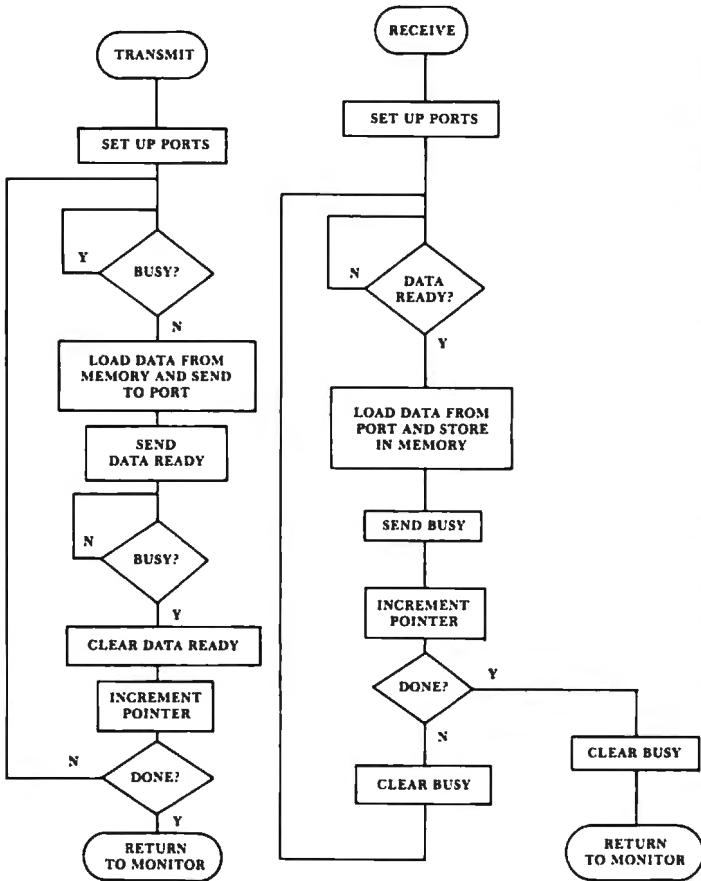 TRANSMIT
SET UP PORTS
Y
BUSY?
N
LOAD DATA FROM
MEMORY AND SEND
TO PORT
SEND
DATA READY
N
BUSY?
Y
CLEAR DATA READY
INCREMENT
POINTER
N
DONE?
Y
RETURN
TO MONITOR
RECEIVE
SET UP PORTS
N
DATA
READY?
Y
LOAD DATA FROM
PORT AND STORE
IN MEMORY
SEND BUSY
INCREMENT
POINTER
DONE?
Y
N
CLEAR BUSY
CLEAR BUSY
RETURN
TO MONITOR